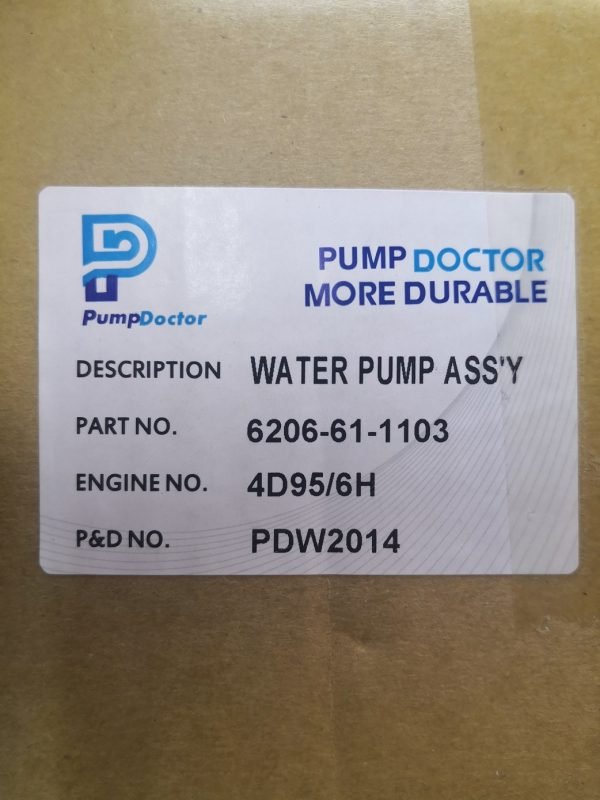 PumpDoctor
PUMP DOCTOR
MORE DURABLE
DESCRIPTION WATER PUMP ASS'Y
PART NO. 6206-61-1103
ENGINE NO. 4D95/6H
P&D NO. PDW2014